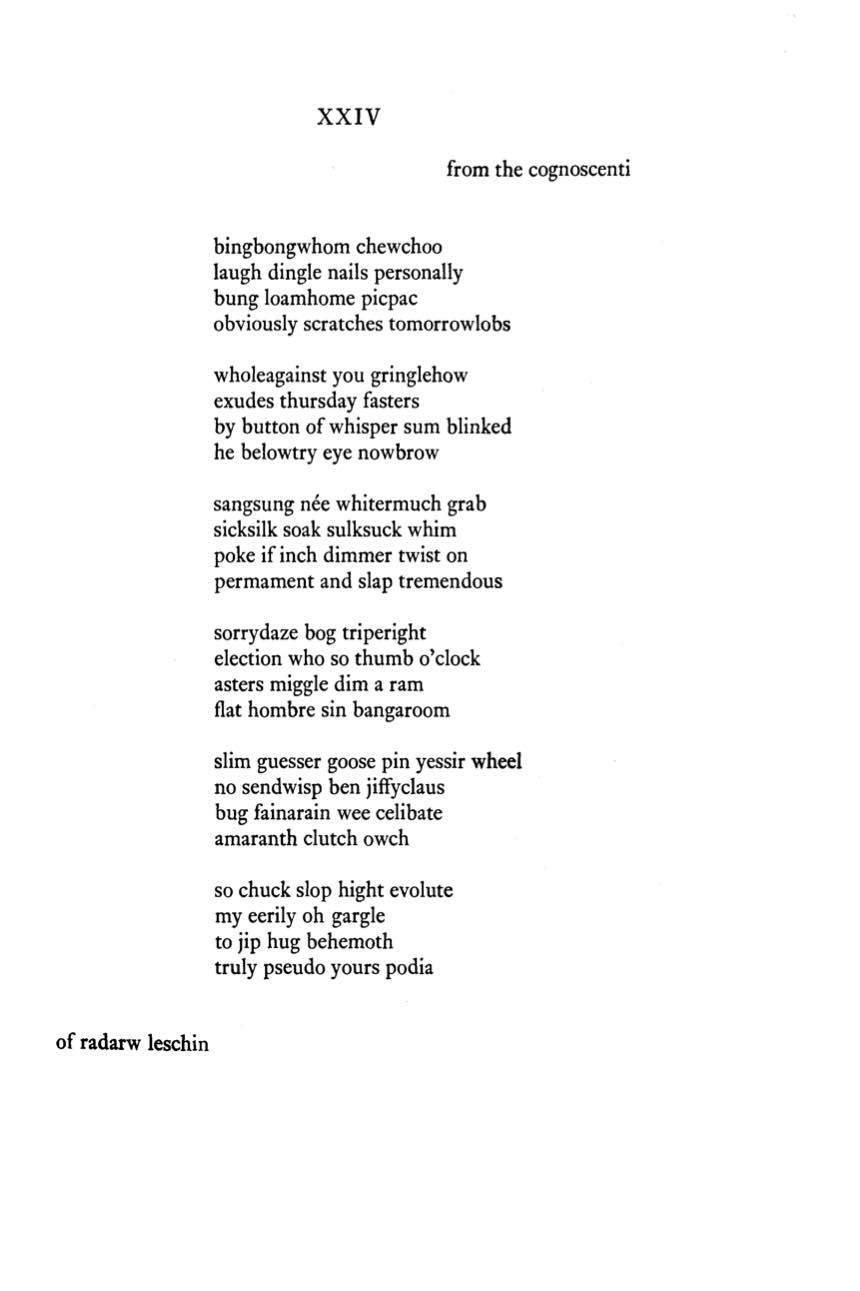 XXIV
from the cognoscenti
bingbongwhom chewchoo
laugh dingle nails personally
bung loamhome picpac
obviously scratches tomorrowlobs
wholeagainst you gringlehow
exudes thursday fasters
by button of whisper sum blinked
he belowtry eye nowbrow
sangsung née whitermuch grab
sicksilk soak sulksuck whim
poke if inch dimmer twist on
permament and slap tremendous
sorrydaze bog triperight
election who so thumb o’clock
asters miggle dim a ram
flat hombre sin bangaroom
slim guesser goose pin yessir wheel
no sendwisp ben jiffyclaus
bug fainarain wee celibate
amaranth clutch owch
so chuck slop hight evolute
my eerily oh gargle
to jip hug behemoth
truly pseudo yours podia
of radarw leschin